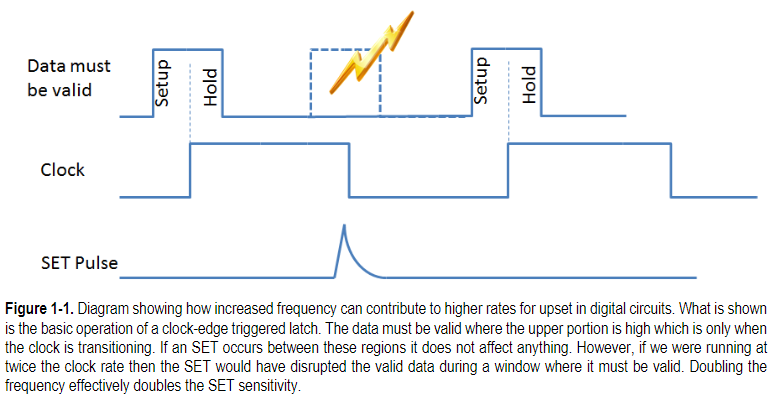 Data must
be valid
Setup
Hold
Setup
Hold
Clock
SET Pulse
Figure 1-1. Diagram showing how increased frequency can contribute to higher rates for upset in digital circuits. What is shown
is the basic operation of a clock-edge triggered latch. The data must be valid where the upper portion is high which is only when
the clock is transitioning. If an SET occurs between these regions it does not affect anything. However, if we were running at
twice the clock rate then the SET would have disrupted the valid data during a window where it must be valid. Doubling the
frequency effectively doubles the SET sensitivity.